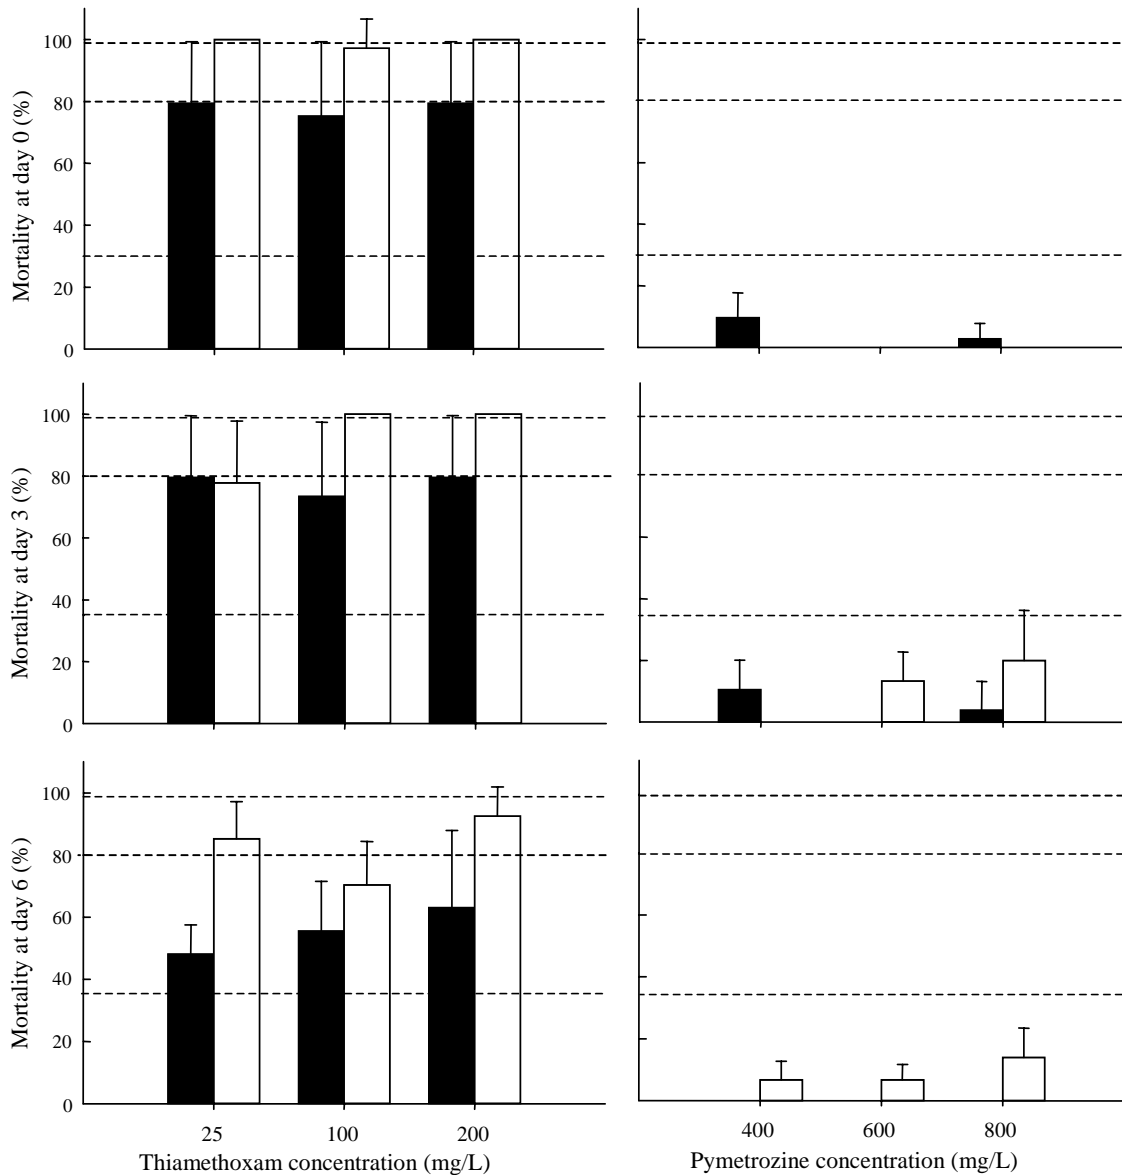 Mortality at day 0 (%)
100
80
60
40
20
0
Mortality at day 3 (%)
100
80
60
40
20
0
Mortality at day 6 (%)
100
80
60
40
20
0
25 100 200
Thiamethoxam concentration (mg/L)
400 600 800
Pymetrozine concentration (mg/L)